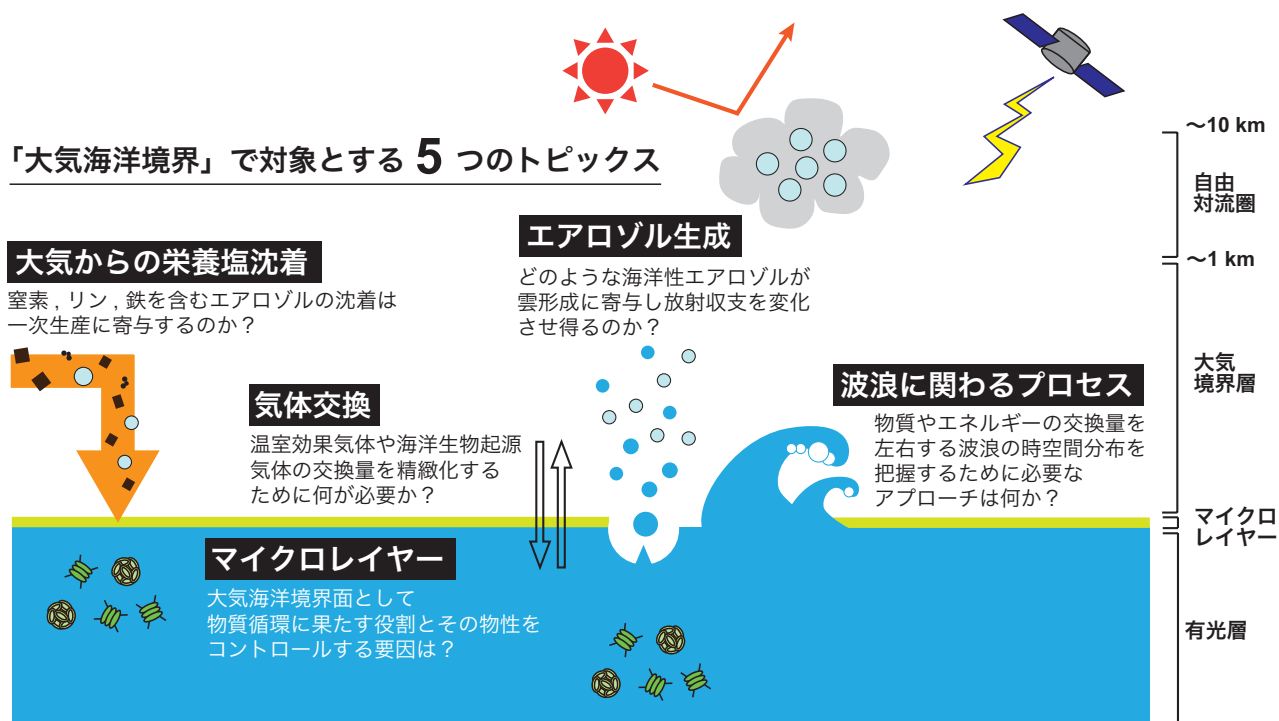 「大気海洋境界」で対象とする 5 つのトピックス
大気からの栄養塩沈着
窒素 , リン , 鉄を含むエアロゾルの沈着は
一次生産に寄与するのか？
エアロゾル生成
どのような海洋性エアロゾルが
雲形成に寄与し放射収支を変化
させ得るのか？
気体交換
温室効果気体や海洋生物起源
気体の交換量を精緻化する
ために何が必要か？
波浪に関わるプロセス
物質やエネルギーの交換量を
左右する波浪の時空間分布を
把握するために必要な
アプローチは何か？
マイクロレイヤー
大気海洋境界面として
物質循環に果たす役割とその物性を
コントロールする要因は？
～10 km
自由
対流圏
～1 km
大気
境界層
マイクロ
レイヤー
有光層